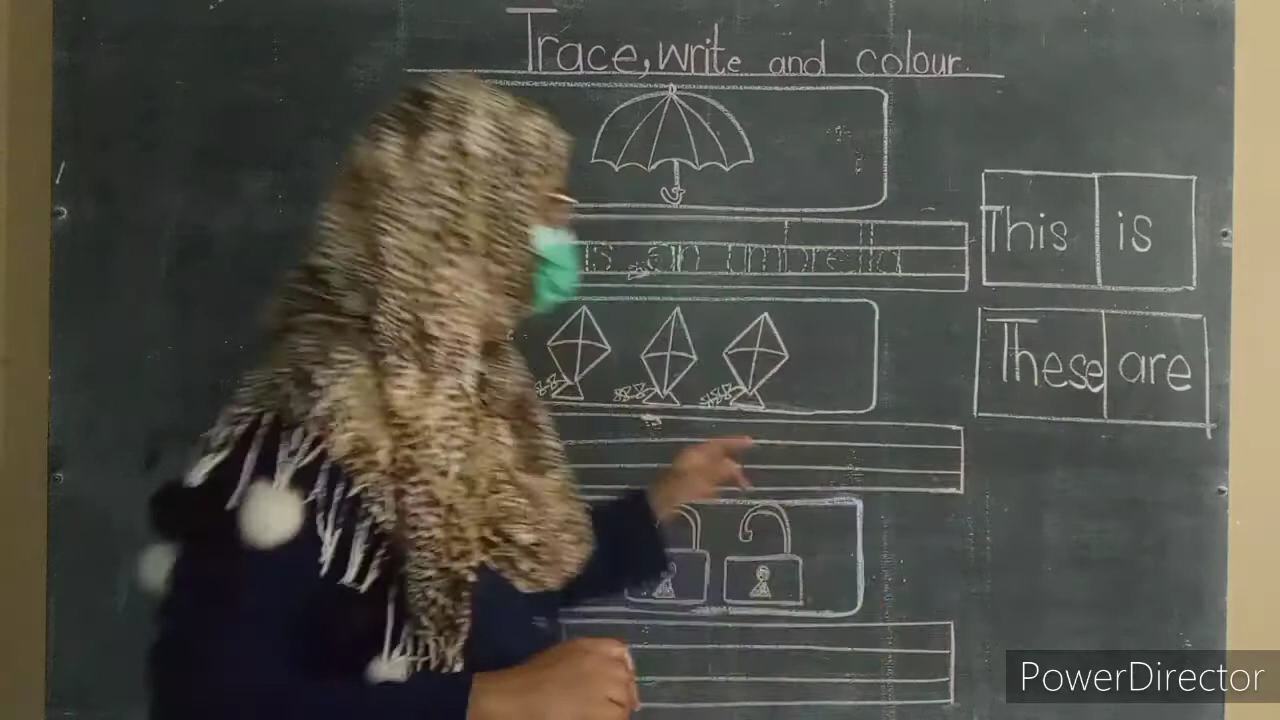 Trace, write and colour.
This is
is an umbrella
These are
PowerDirector